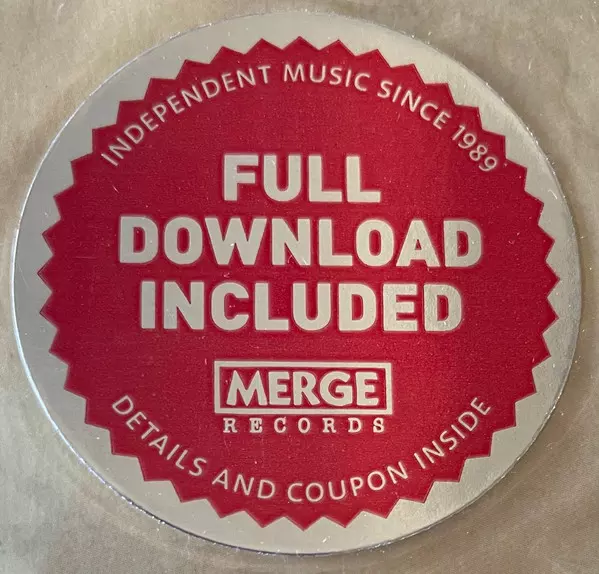 INDEPENDENT MUSIC SINCE 1989
FULL
DOWNLOAD
INCLUDED
MERGE
RECORDS
DETAILS AND COUPON INSIDE